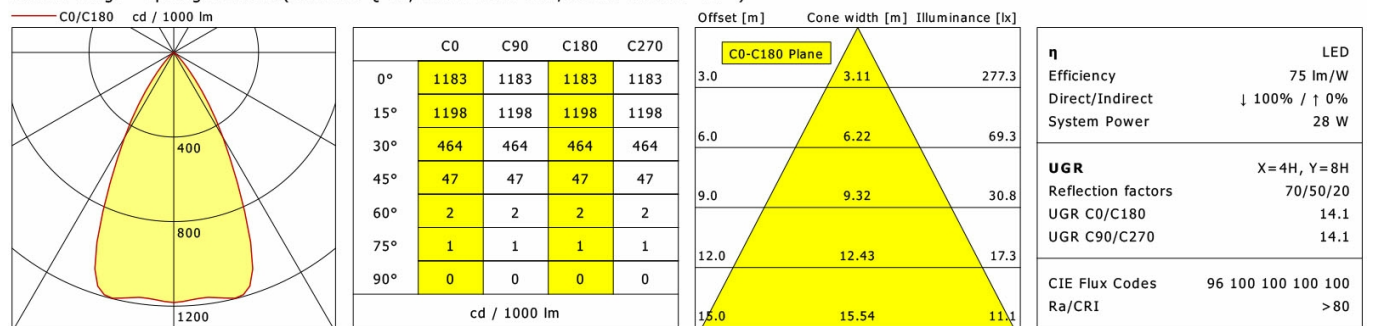 C0/C180 cd / 1000 lm
400
800
1200
C0 C90 C180 C270
0° 1183 1183 1183 1183
15° 1198 1198 1198 1198
30° 464 464 464 464
45° 47 47 47 47
60° 2 2 2 2
75° 1 1 1 1
90° 0 0 0 0
cd / 1000 lm
Offset [m] Cone width [m] Illuminance [lx]
C0-C180 Plane
3.0 3.11 277.3
6.0 6.22 69.3
9.0 9.32 30.8
12.0 12.43 17.3
15.0 15.54 11.1
η LED
Efficiency 75 lm/W
Direct/Indirect ↓ 100% / ↑ 0%
System Power 28 W
UGR X=4H, Y=8H
Reflection factors 70/50/20
UGR C0/C180 14.1
UGR C90/C270 14.1
CIE Flux Codes 96 100 100 100 100
Ra/CRI >80